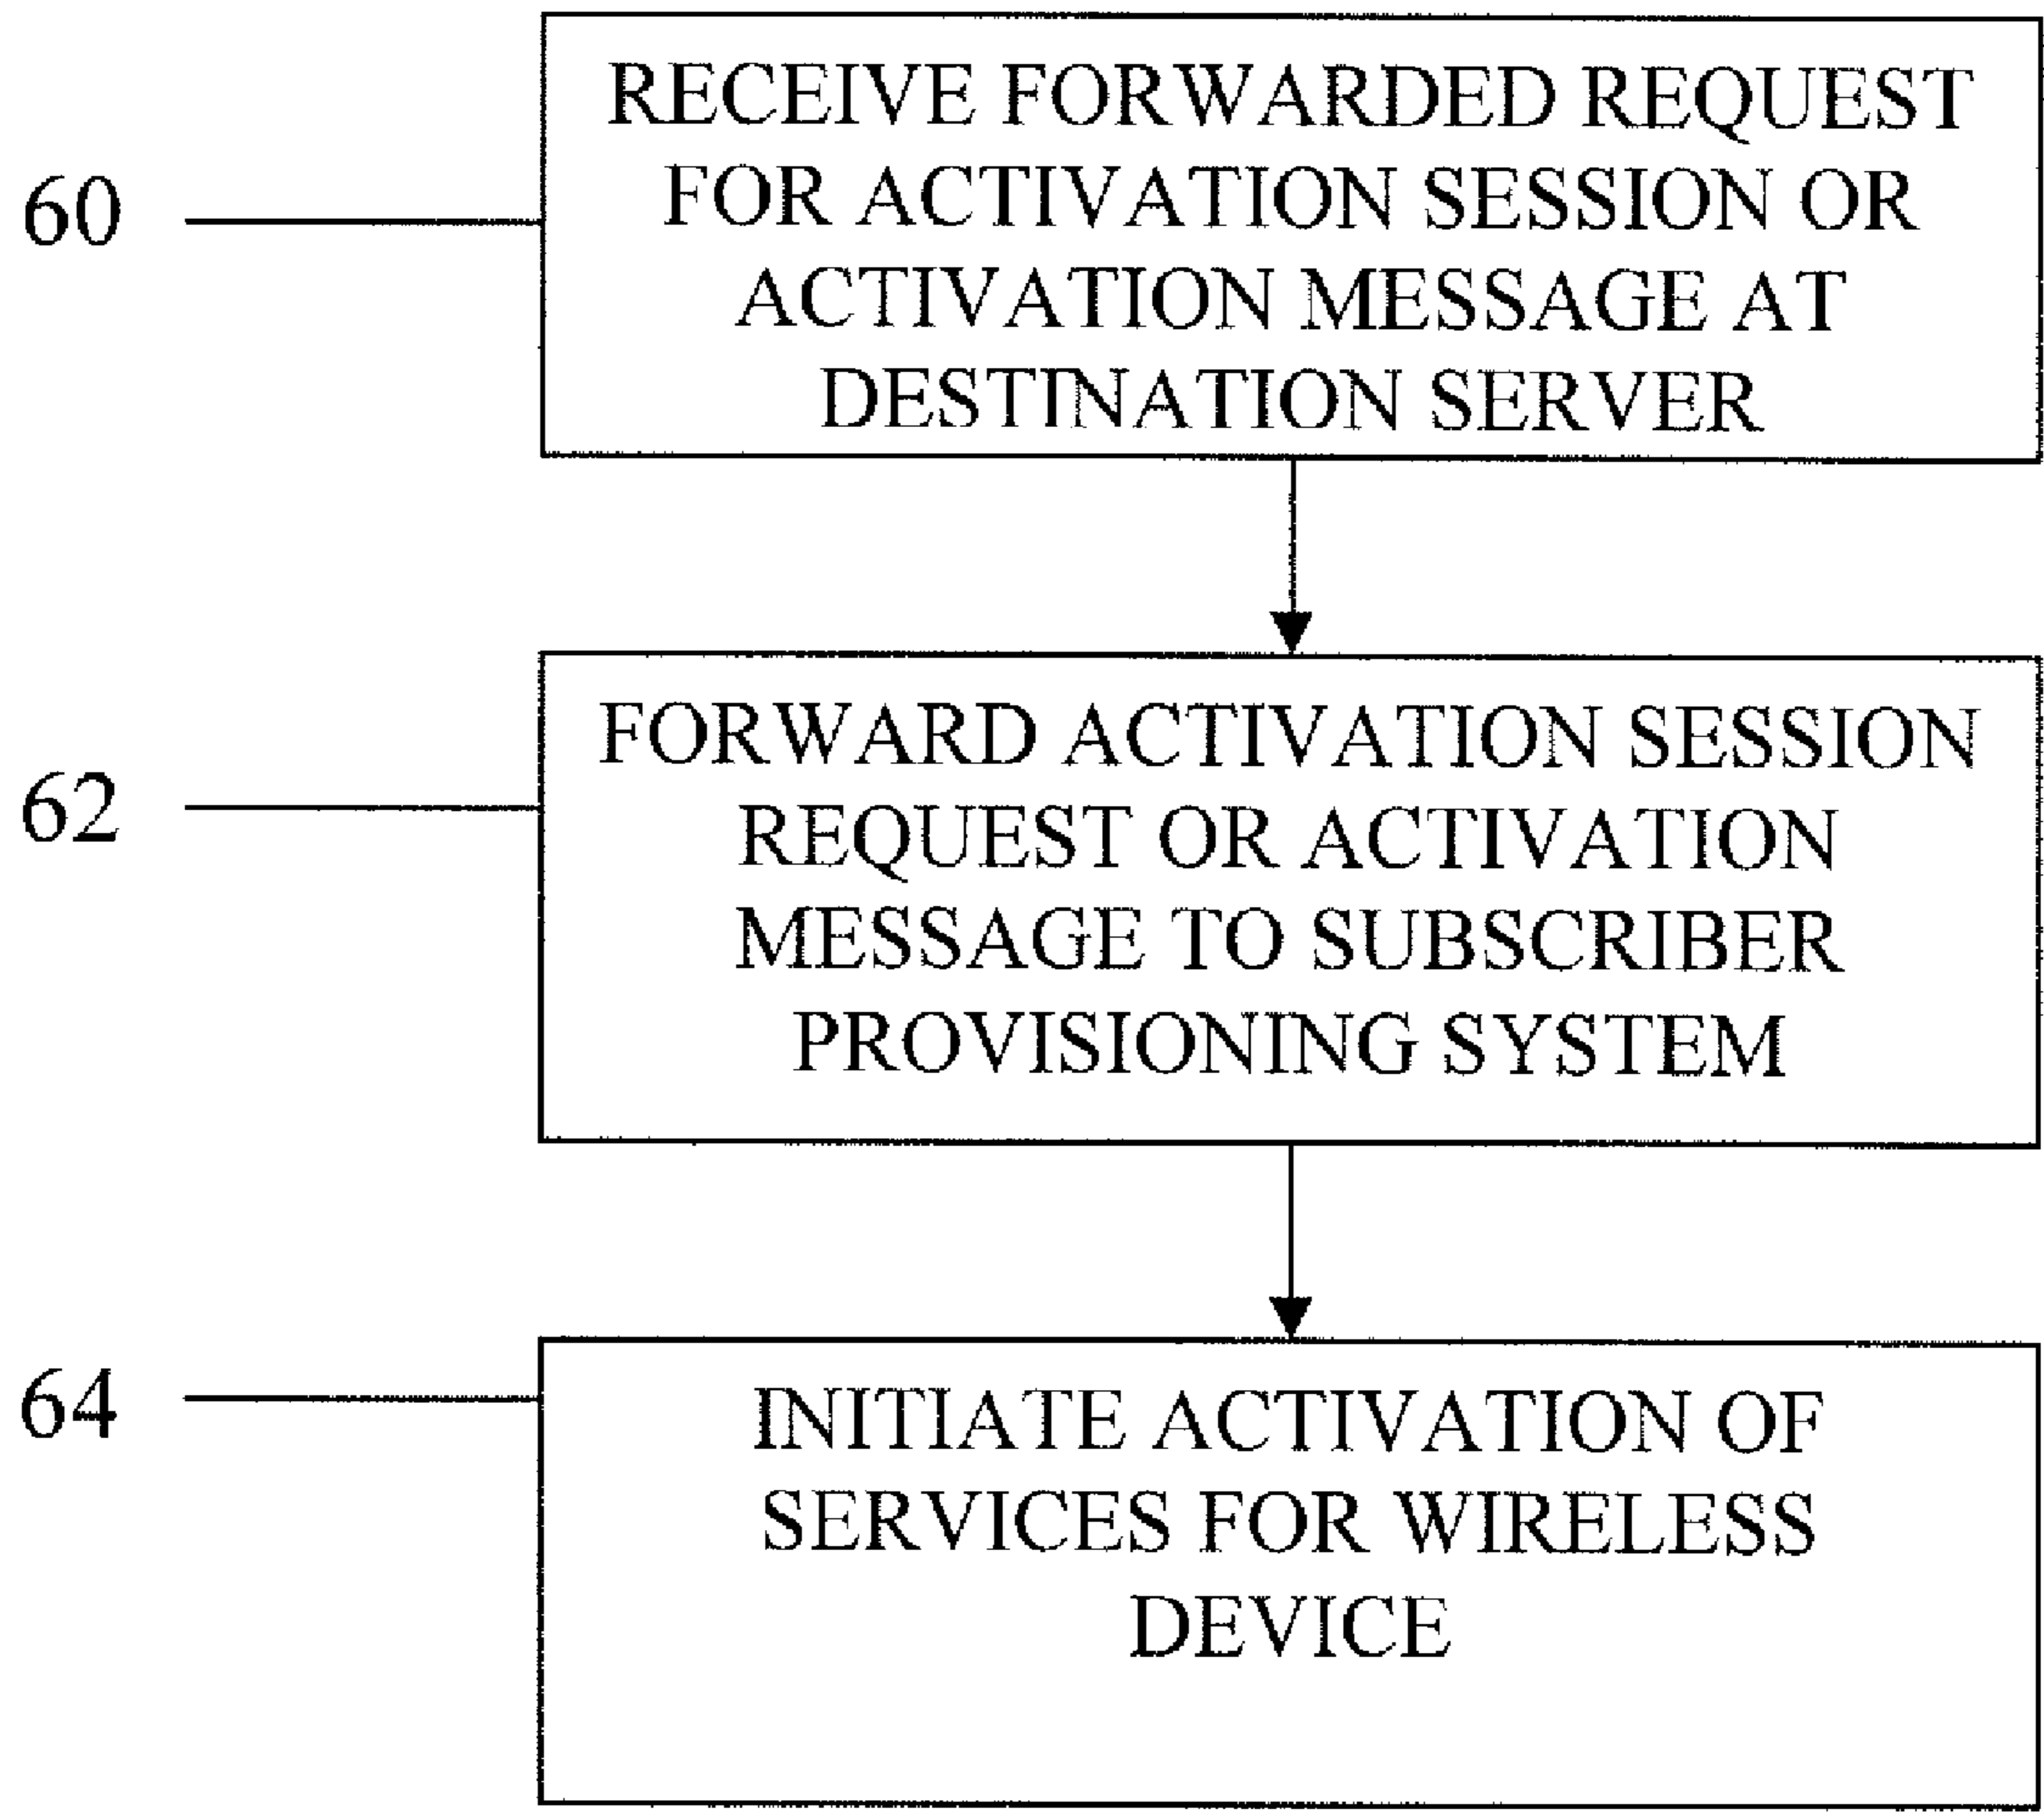 RECEIVE FORWARDED REQUEST
60
FOR ACTIVATION SESSION OR
ACTIVATION MESSAGE AT
DESTINATION SERVER
FORWARD ACTIVATION SESSION
62
REQUEST OR ACTIVATION
MESSAGE TO SUBSCRIBER
PROVISIONING SYSTEM
64
INITIATE ACTIVATION OF
SERVICES FOR WIRELESS
DEVICE